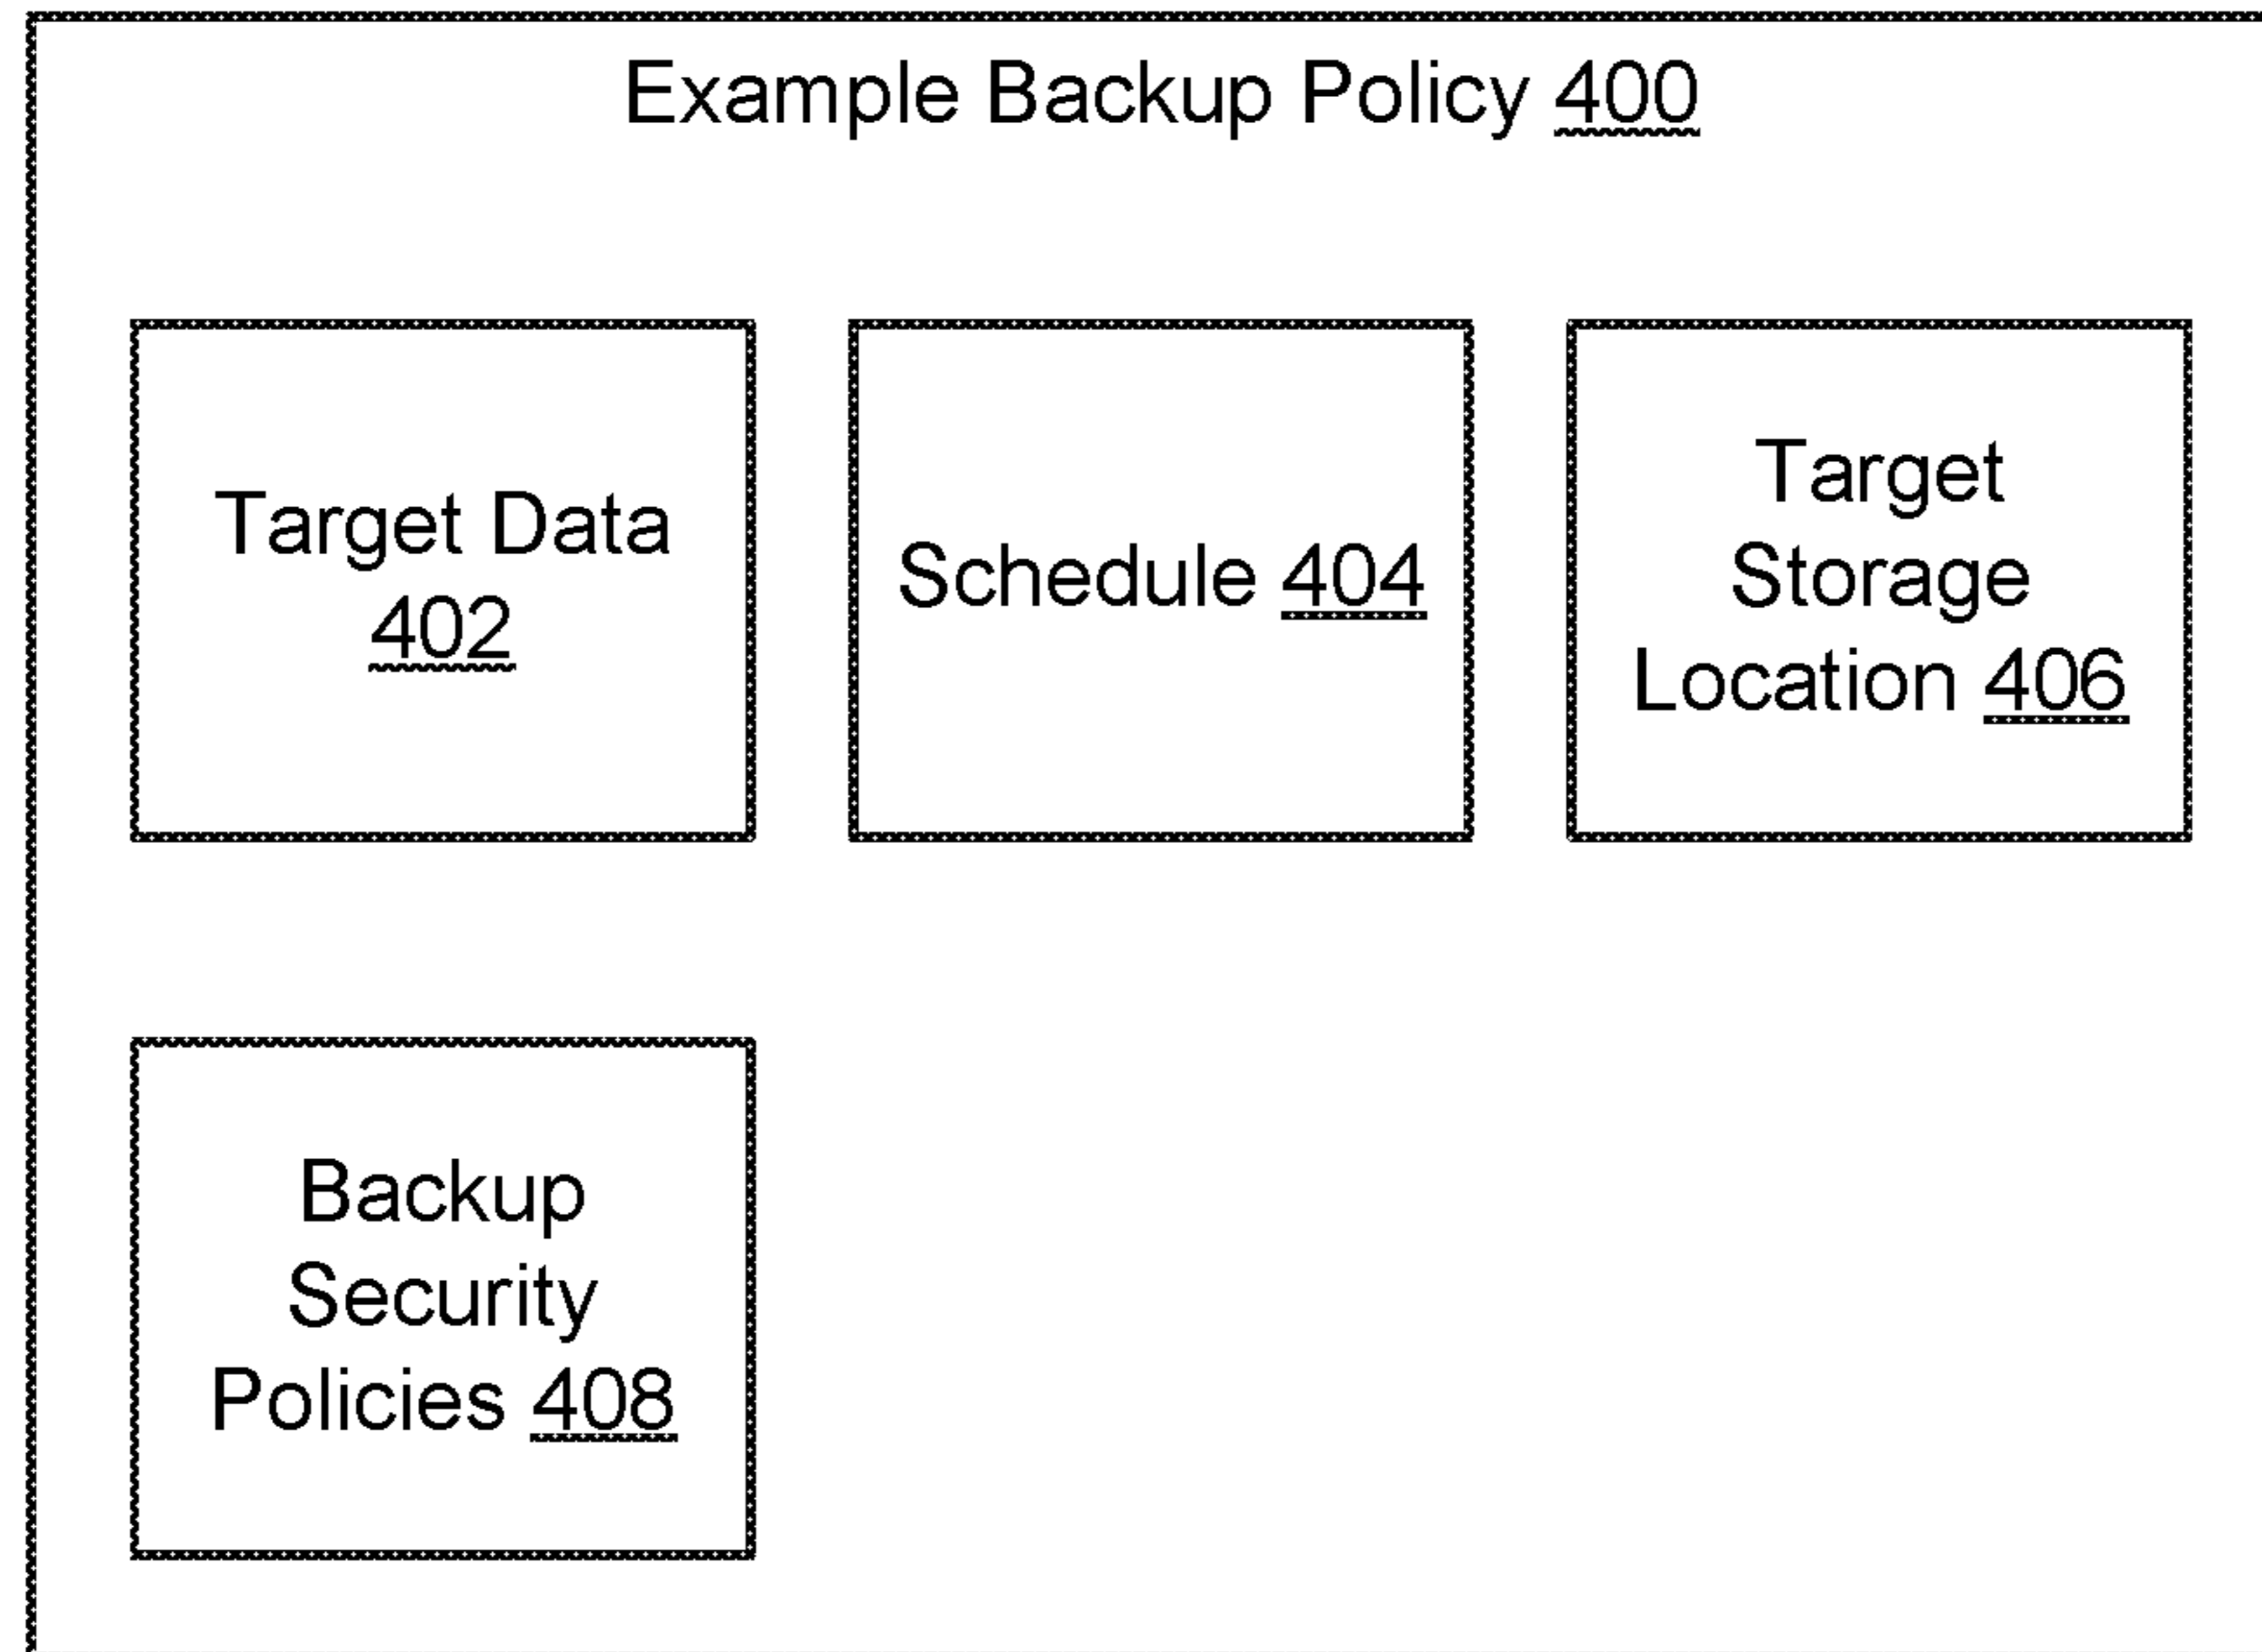 Example Backup Policy 400
Target Data
402
Schedule 404
Target
Storage
Location 406
Backup
Security
Policies 408